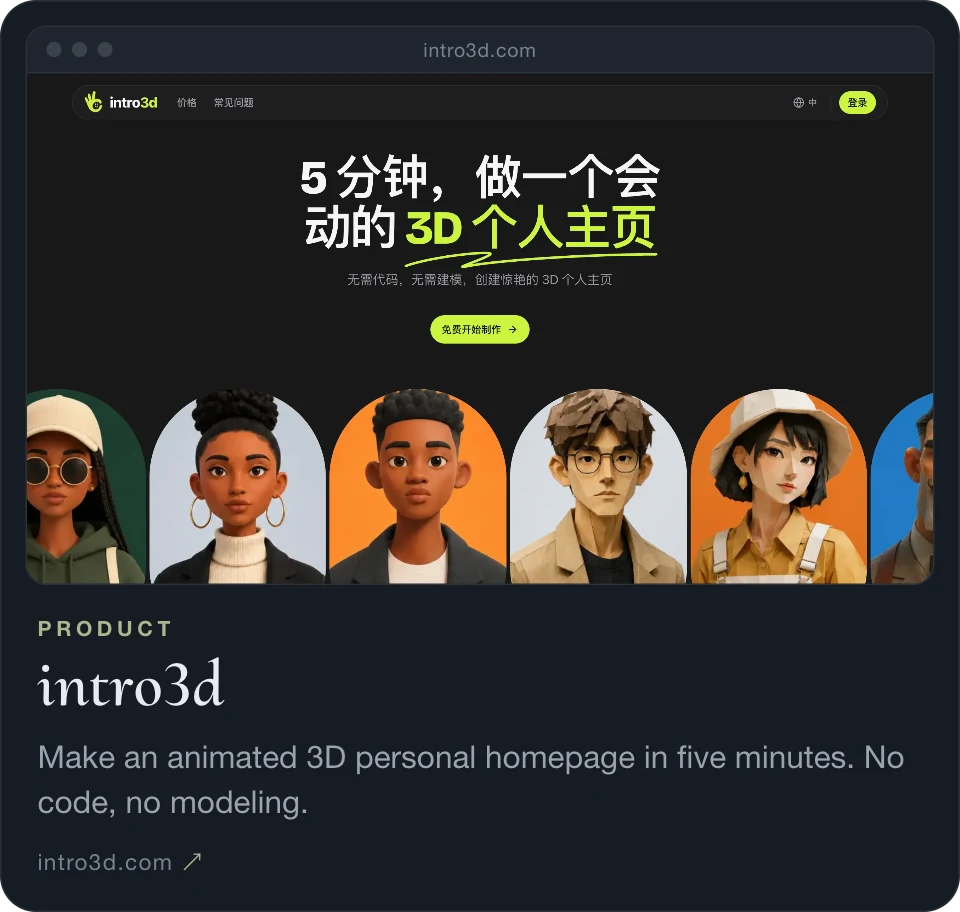 intro3d.com
intro3d
价格
常见问题
中
登录
5 分钟，做一个会
动的 3D 个人主页
无需代码，无需建模，创建惊艳的 3D 个人主页
免费开始制作 →
PRODUCT
intro3d
Make an animated 3D personal homepage in five minutes. No
code, no modeling.
intro3d.com ↗